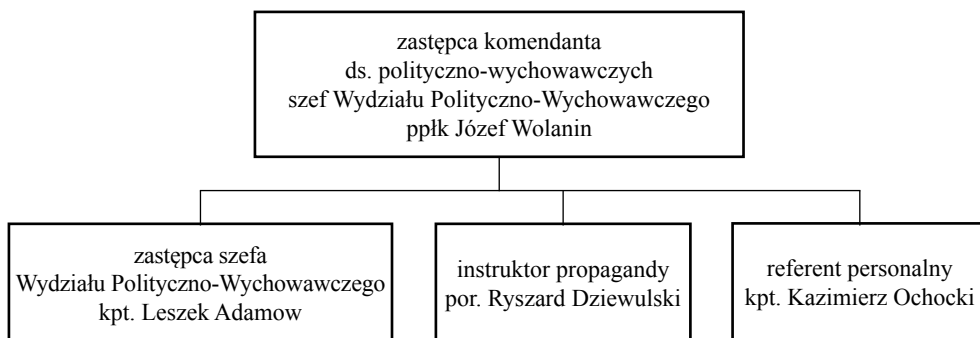 zastępca komendanta
ds. polityczno-wychowawczych
szef Wydziału Polityczno-Wychowawczego
ppłk Józef Wolanin
zastępca szefa
Wydziału Polityczno-Wychowawczego
kpt. Leszek Adamow
instruktor propagandy
por. Ryszard Dziewulski
referent personalny
kpt. Kazimierz Ochocki